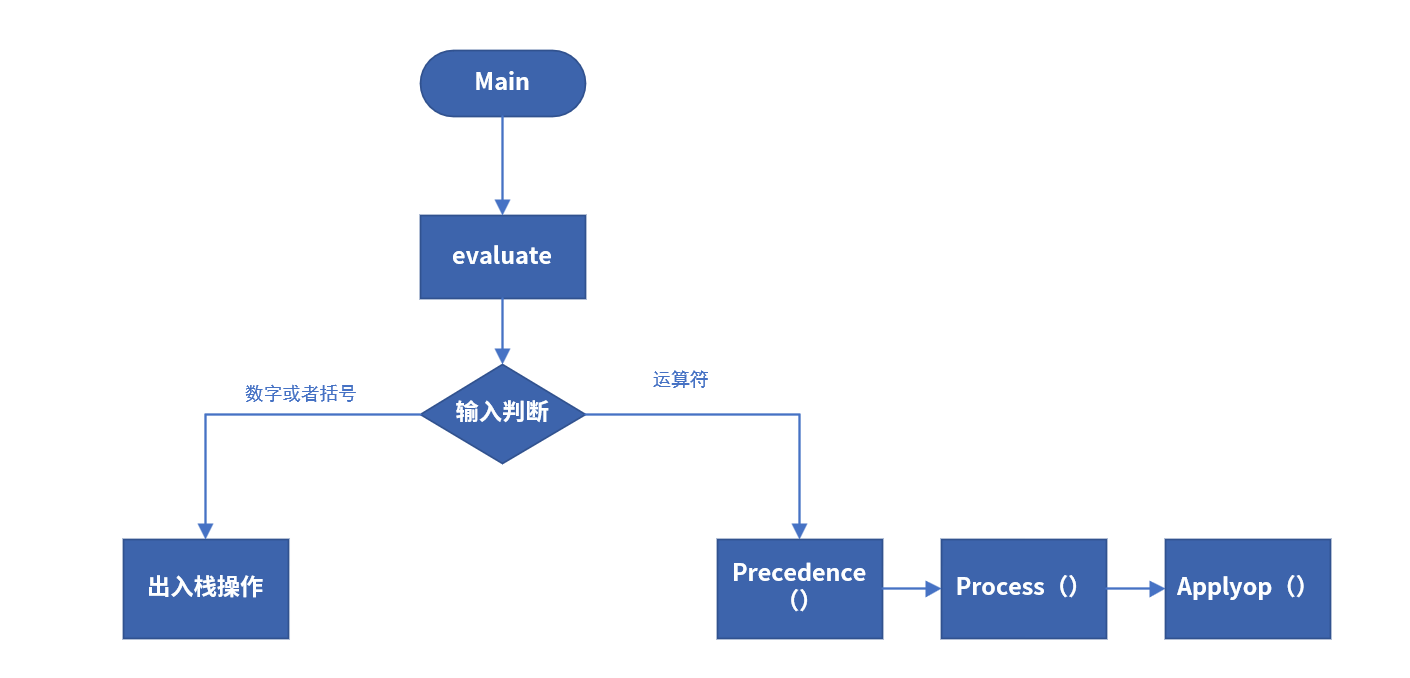 Main
evaluate
数字或者括号
运算符
输入判断
出入栈操作
Precedence
（）
Process（）
Applyop（）